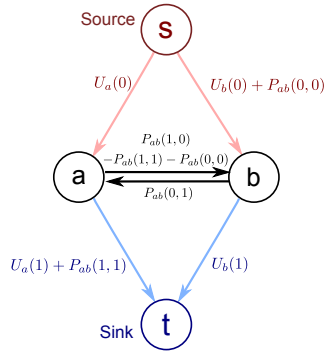 Source
s
U_a(0)
U_b(0) + P_ab(0, 0)
P_ab(1, 0)
−P_ab(1, 1) − P_ab(0, 0)
a
b
P_ab(0, 1)
U_a(1) + P_ab(1, 1)
U_b(1)
Sink
t